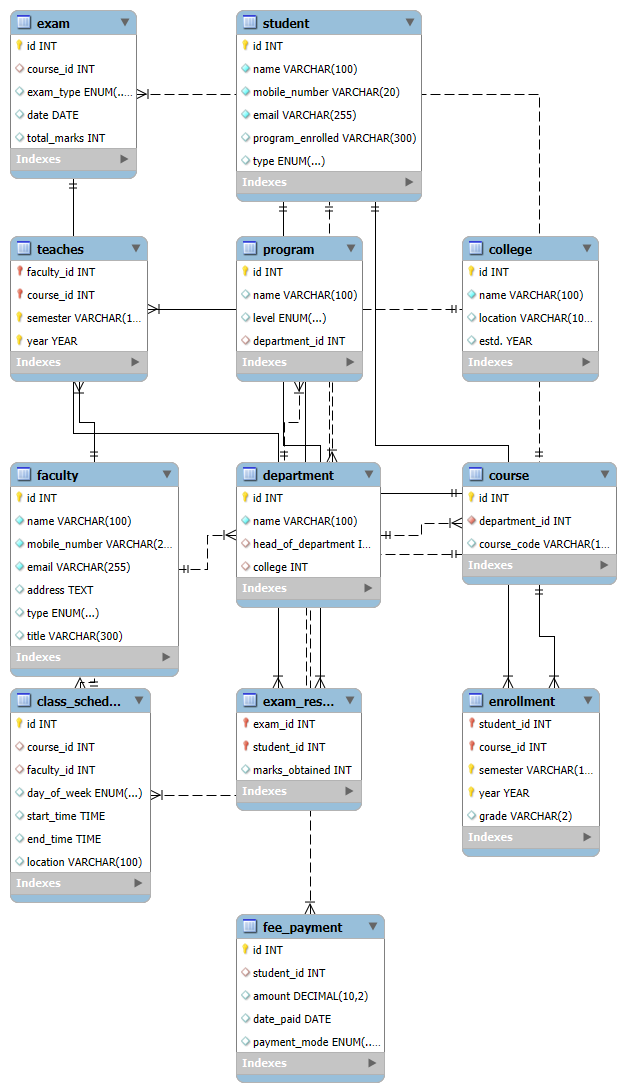 exam
id INT
course_id INT
exam_type ENUM(..…
date DATE
total_marks INT
Indexes
student
id INT
name VARCHAR(100)
mobile_number VARCHAR(20)
email VARCHAR(255)
program_enrolled VARCHAR(300)
type ENUM(...)
Indexes
teaches
faculty_id INT
course_id INT
semester VARCHAR(1...
year YEAR
Indexes
program
id INT
name VARCHAR(100)
level ENUM(...)
department_id INT
Indexes
college
id INT
name VARCHAR(100)
location VARCHAR(10...
estd. YEAR
Indexes
faculty
id INT
name VARCHAR(100)
mobile_number VARCHAR(2...
email VARCHAR(255)
address TEXT
type ENUM(...)
title VARCHAR(300)
Indexes
department
id INT
name VARCHAR(100)
head_of_department I...
college INT
Indexes
course
id INT
department_id INT
course_code VARCHAR(1...
Indexes
class_sched...
id INT
course_id INT
faculty_id INT
day_of_week ENUM(...)
start_time TIME
end_time TIME
location VARCHAR(100)
Indexes
exam_res...
exam_id INT
student_id INT
marks_obtained INT
Indexes
enrollment
student_id INT
course_id INT
semester VARCHAR(1...
year YEAR
grade VARCHAR(2)
Indexes
fee_payment
id INT
student_id INT
amount DECIMAL(10,2)
date_paid DATE
payment_mode ENUM(..…
Indexes